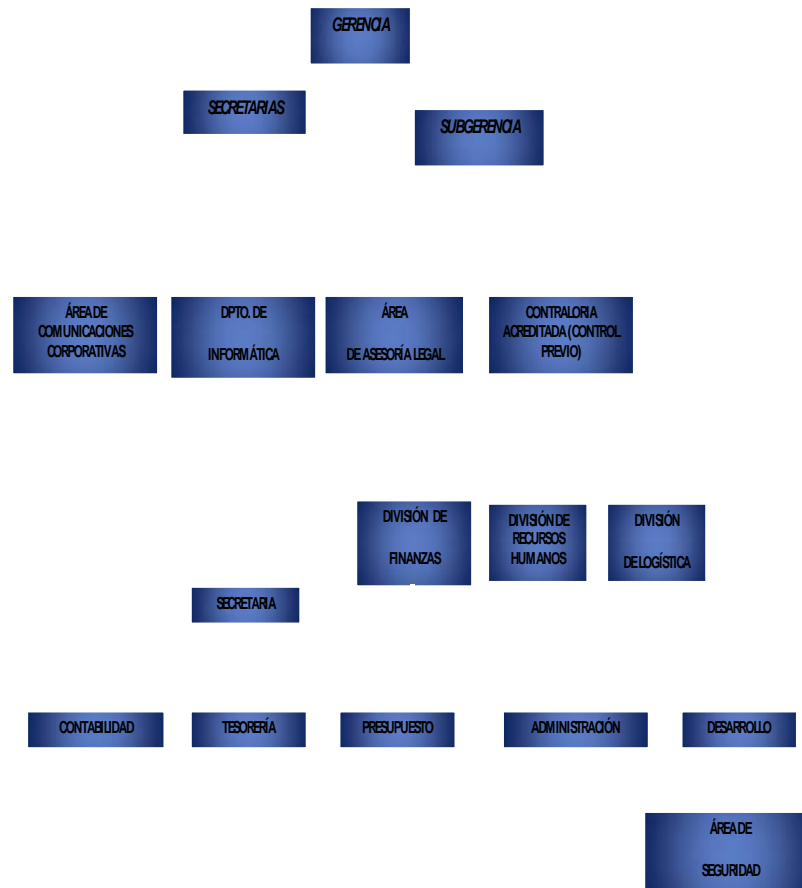 GERENCIA
SECRETARIAS
SUBGERENCIA
ÁREA DE
COMUNICACIONES
CORPORATIVAS
DPTO. DE
INFORMÁTICA
ÁREA
DE ASESORÍA LEGAL
CONTRALORIA
ACREDITADA (CONTROL
PREVIO)
DIVISIÓN DE
FINANZAS
DIVISIÓN DE
RECURSOS
HUMANOS
DIVISIÓN
DE LOGÍSTICA
SECRETARIA
CONTABILIDAD
TESORERÍA
PRESUPUESTO
ADMINISTRACIÓN
DESARROLLO
ÁREA DE
SEGURIDAD